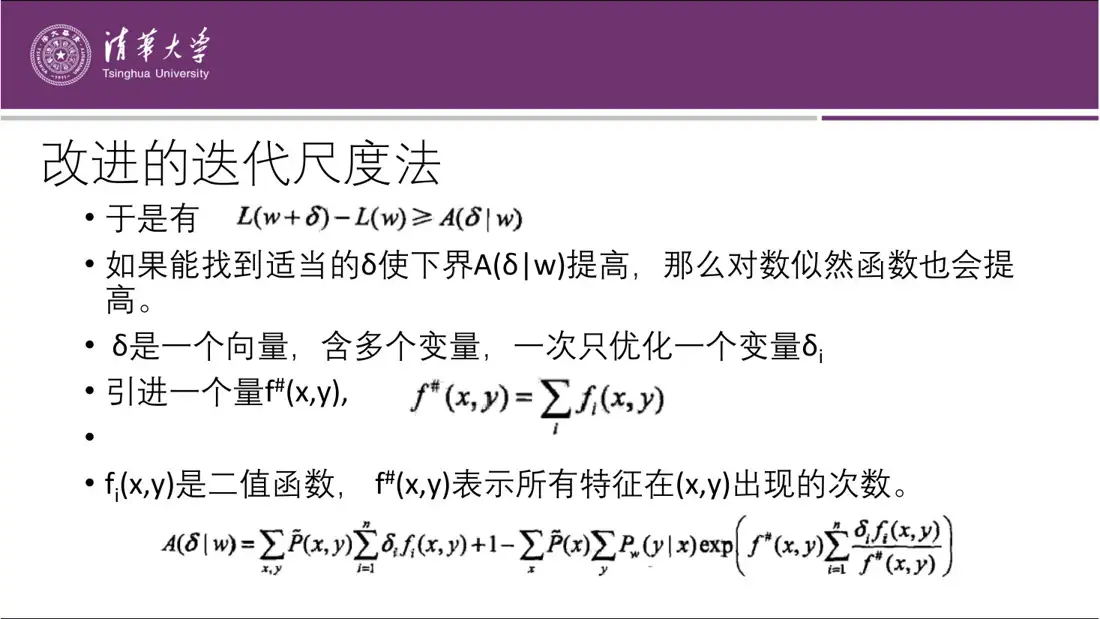 清华大学
Tsinghua University
改进的迭代尺度法
• 于是有 L(w+δ)−L(w)≥A(δ|w)
• 如果能找到适当的δ使下界A(δ|w)提高，那么对数似然函数也会提
高。
• δ是一个向量，含多个变量，一次只优化一个变量δi
• 引进一个量f#(x,y), f#(x,y)=∑i fi(x,y)
•
• fi(x,y)是二值函数， f#(x,y)表示所有特征在(x,y)出现的次数。
A(δ|w)=∑x,y P̃(x,y)∑i=1n δi fi(x,y)+1−∑x P̃(x)∑y Pw(y|x)exp(f#(x,y)∑i=1n δi fi(x,y)/f#(x,y))